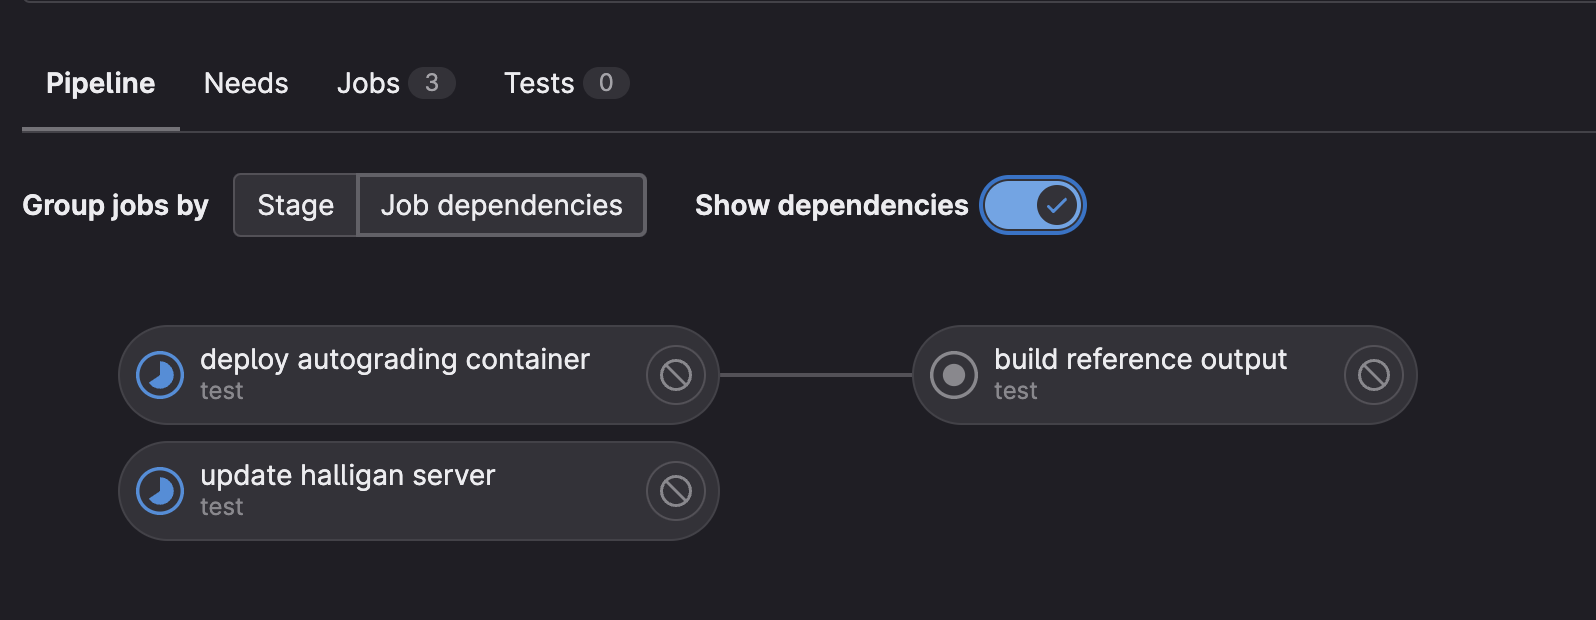 Pipeline Needs Jobs 3 Tests 0
Group jobs by Stage Job dependencies Show dependencies
deploy autograding container
test
build reference output
test
update halligan server
test